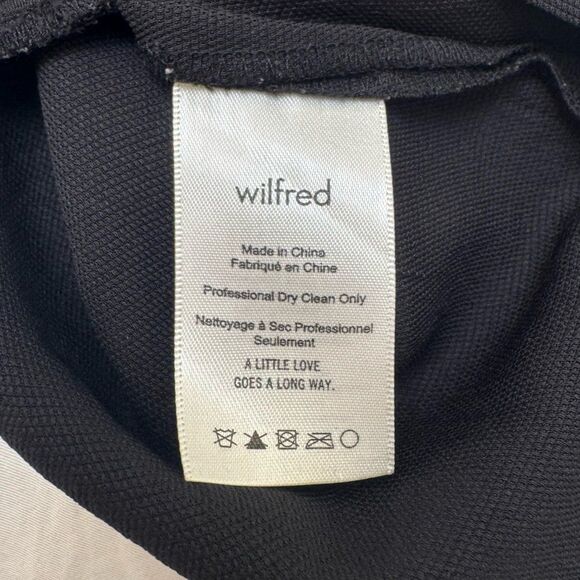 wilfred
Made in China
Fabriqué en Chine
Professional Dry Clean Only
Nettoyage à Sec Professionnel
Seulement
A LITTLE LOVE
GOES A LONG WAY.